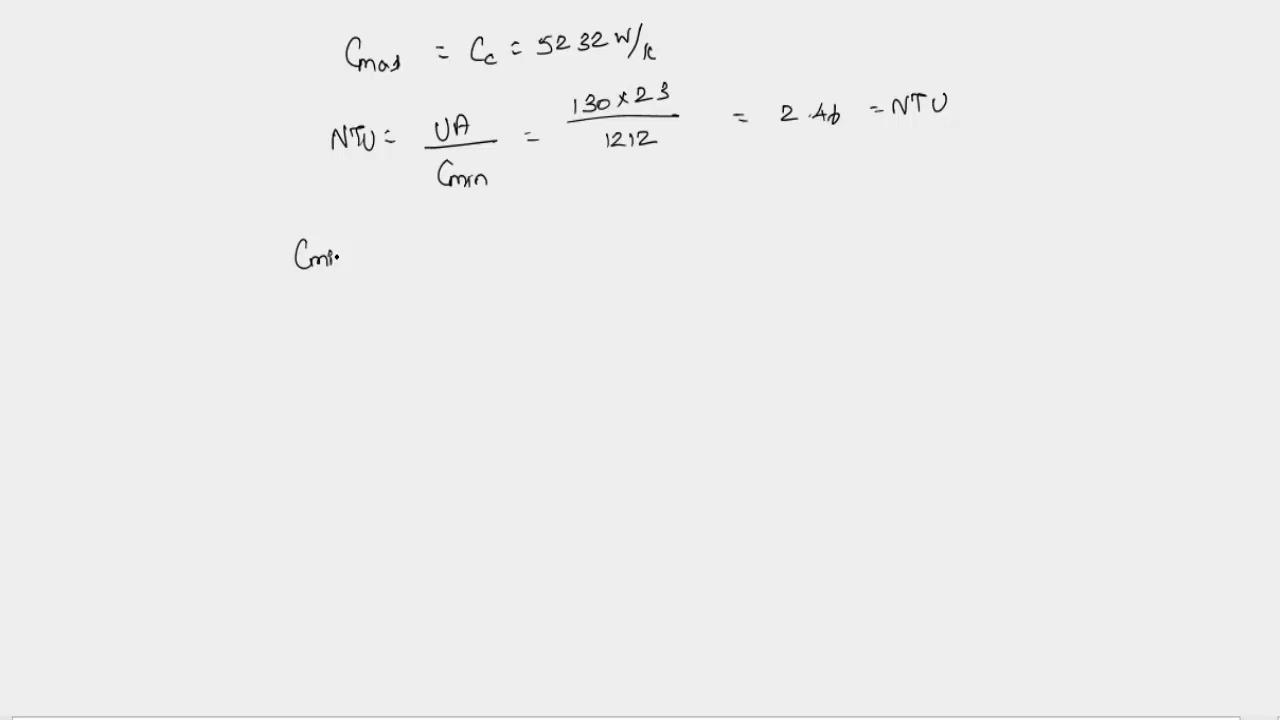 Cmax = Cc = 5232 W/K
NTU = UA / Cmin = 130 × 23 / 1212 = 2.46 = NTU
Cmi